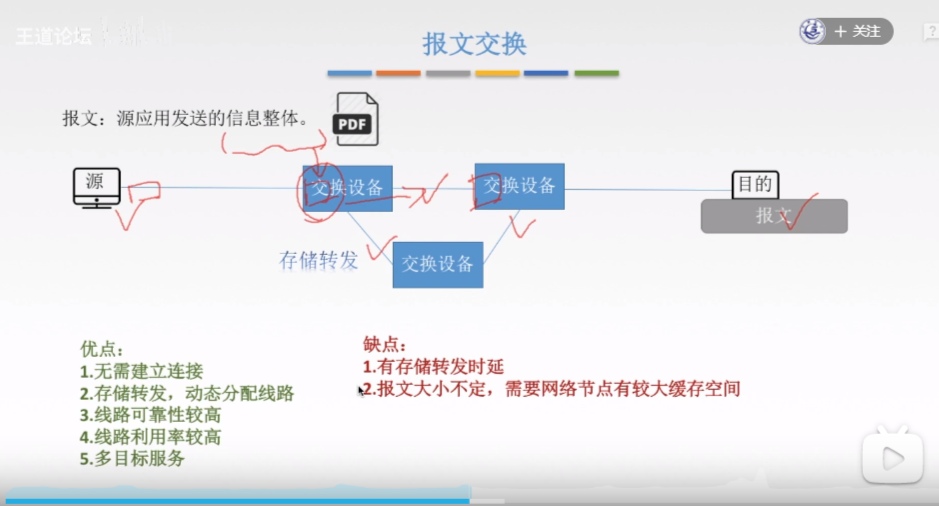 王道论坛
+ 关注
?
报文交换
报文：源应用发送的信息整体。
PDF
源
交换设备
交换设备
目的
报文
存储转发
交换设备
优点：
1.无需建立连接
2.存储转发，动态分配线路
3.线路可靠性较高
4.线路利用率较高
5.多目标服务
缺点：
1.有存储转发时延
2.报文大小不定，需要网络节点有较大缓存空间